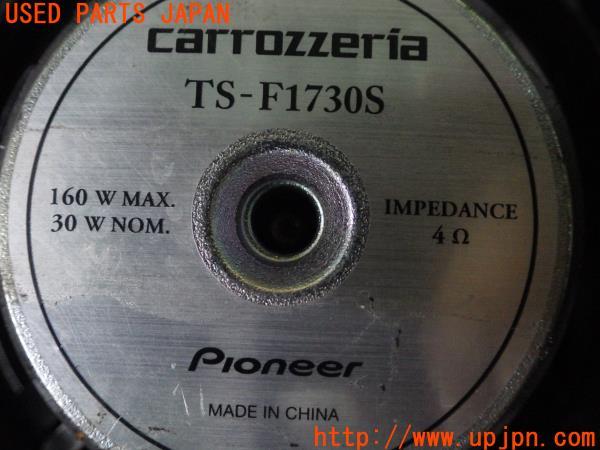 USED PARTS JAPAN
carrozzeria
TS-F1730S
160 W MAX.
30 W NOM.
IMPEDANCE
4 Ω
Pioneer
MADE IN CHINA
http://www.upjpn.com/